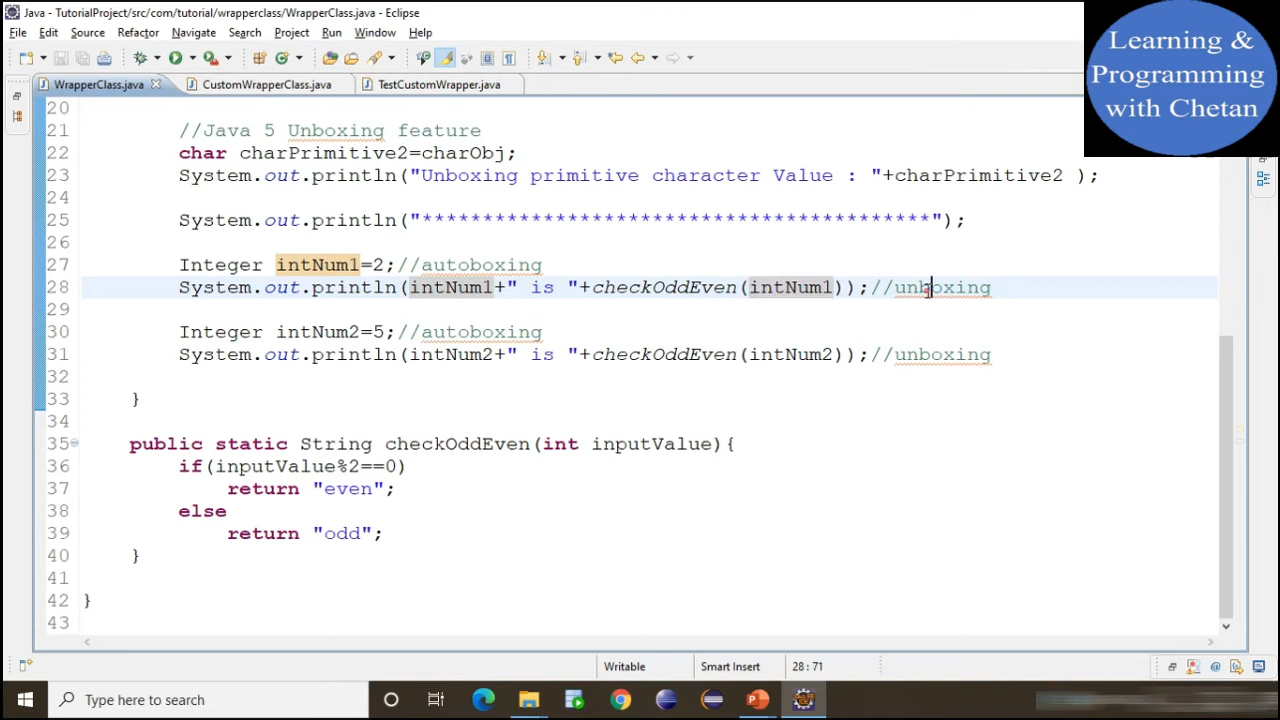 Java - TutorialProject/src/com/tutorial/wrapperclass/WrapperClass.java - Eclipse
File Edit Source Refactor Navigate Search Project Run Window Help
Learning &
Programming
with Chetan
WrapperClass.java CustomWrapperClass.java TestCustomWrapper.java
20
21 //Java 5 Unboxing feature
22 char charPrimitive2=charObj;
23 System.out.println("Unboxing primitive character Value : "+charPrimitive2 );
24
25 System.out.println("******************************************");
26
27 Integer intNum1=2;//autoboxing
28 System.out.println(intNum1+" is "+checkOddEven(intNum1));//unboxing
29
30 Integer intNum2=5;//autoboxing
31 System.out.println(intNum2+" is "+checkOddEven(intNum2));//unboxing
32
33 }
34
35 public static String checkOddEven(int inputValue){
36 if(inputValue%2==0)
37 return "even";
38 else
39 return "odd";
40 }
41
42 }
43
Writable Smart Insert 28 : 71
Type here to search